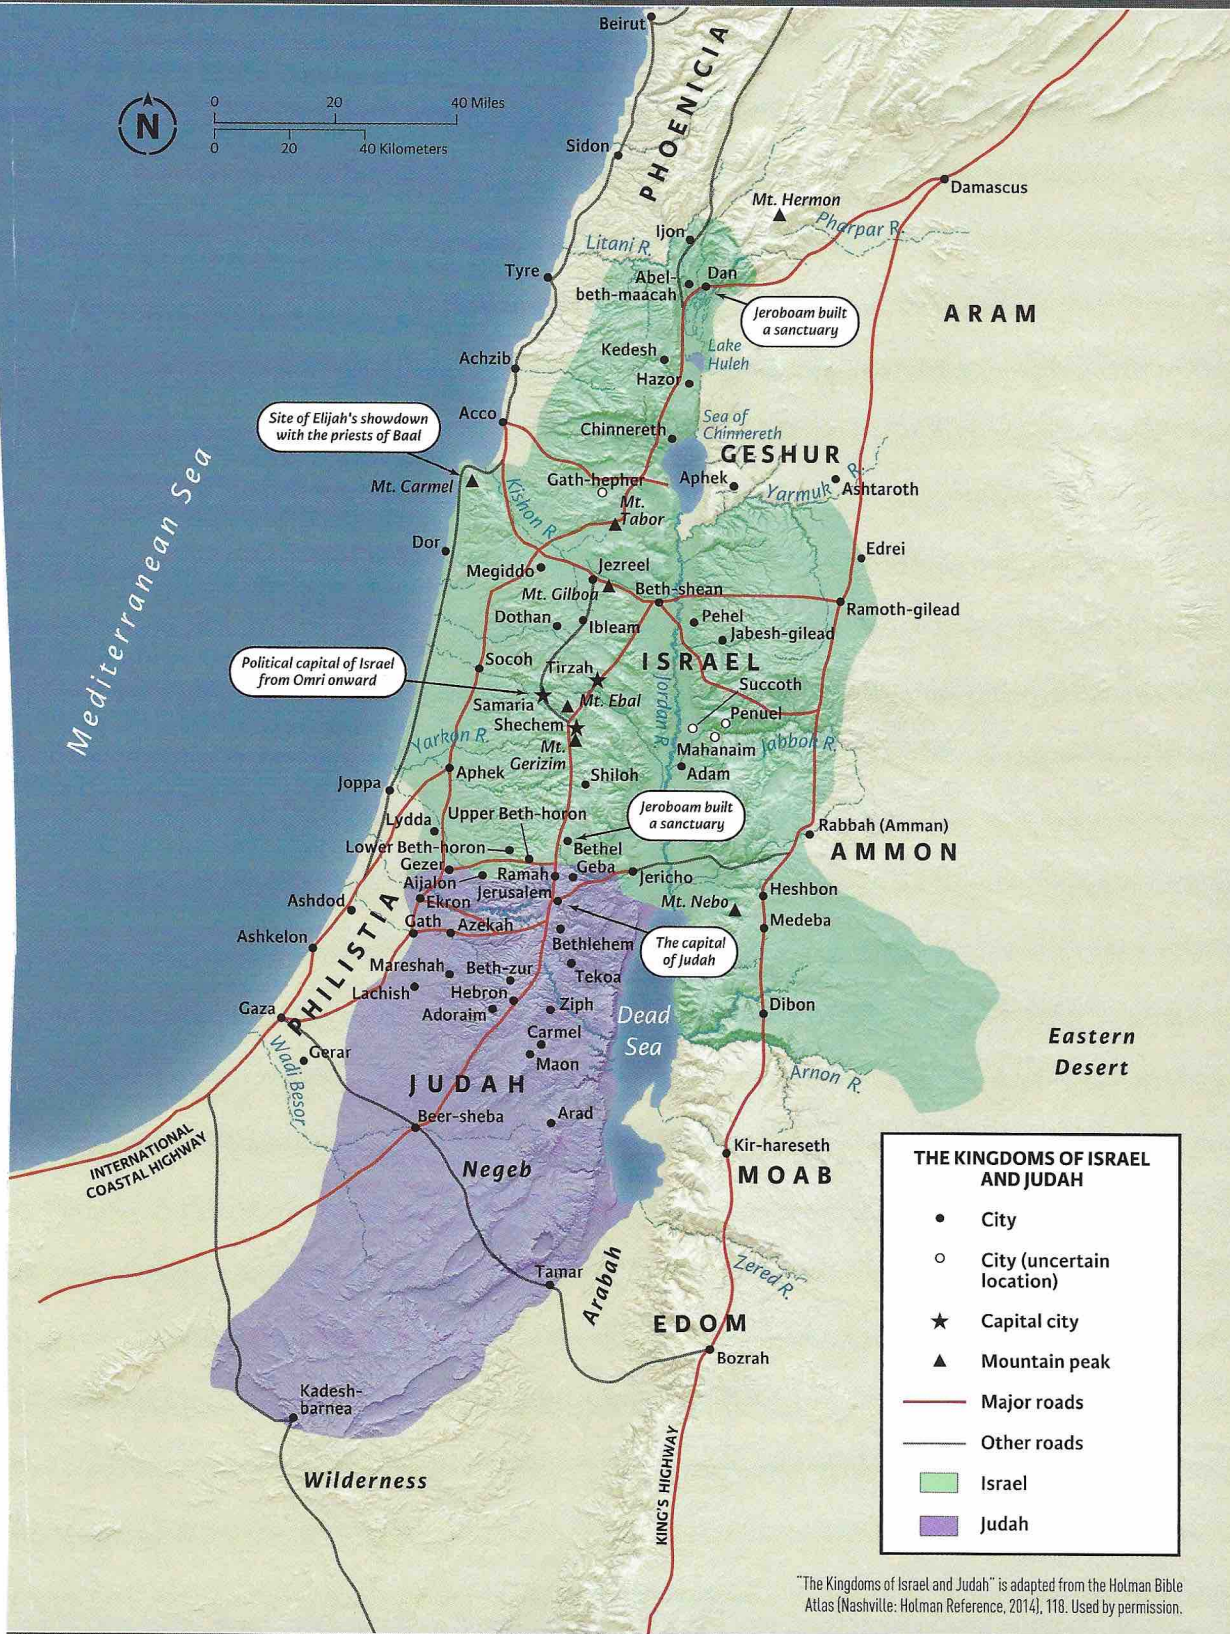 Beirut
PHOENICIA
N
0 20 40 Miles
0 20 40 Kilometers
Sidon
Damascus
Mt. Hermon
Pharpar R.
Ijon
Litani R.
Tyre
Abel-
beth-maacah
Dan
Jeroboam built
a sanctuary
ARAM
Kedesh
Lake
Huleh
Achzib
Hazor
Site of Elijah's showdown
with the priests of Baal
Acco
Chinnereth
Sea of
Chinnereth
GESHUR
Mt. Carmel
Kishon R.
Gath-hepher
Aphek
Yarmuk R.
Ashtaroth
Mt.
Tabor
Mediterranean Sea
Dor
Edrei
Megiddo
Jezreel
Mt. Gilboa
Beth-shean
Ramoth-gilead
Dothan
Ibleam
Pehel
Jabesh-gilead
Political capital of Israel
from Omri onward
Socoh
Tirzah
ISRAEL
Succoth
Samaria
Mt. Ebal
Jordan R.
Penuel
Shechem
Mt.
Gerizim
Mahanaim
Jabbok R.
Yarkon R.
Joppa
Aphek
Shiloh
Adam
Lydda
Upper Beth-horon
Jeroboam built
a sanctuary
Rabbah (Amman)
AMMON
Lower Beth-horon
Bethel
Gezer
Geba
Aijalon
Ramah
Jericho
Jerusalem
Mt. Nebo
Heshbon
Ashdod
Ekron
Medeba
PHILISTIA
Gath
Azekah
Ashkelon
Bethlehem
The capital
of Judah
Mareshah
Beth-zur
Tekoa
Lachish
Hebron
Gaza
Adoraim
Ziph
Dead
Sea
Dibon
Carmel
Eastern
Desert
Gerar
Maon
Wadi Besor
JUDAH
Arnon R.
Beer-sheba
Arad
INTERNATIONAL
COASTAL HIGHWAY
Negeb
Kir-hareseth
MOAB
Arabah
Zered R.
Tamar
EDOM
Bozrah
Kadesh-
barnea
Wilderness
KING'S HIGHWAY
THE KINGDOMS OF ISRAEL
AND JUDAH
City
City (uncertain
location)
Capital city
Mountain peak
Major roads
Other roads
Israel
Judah
"The Kingdoms of Israel and Judah" is adapted from the Holman Bible
Atlas (Nashville: Holman Reference, 2014), 118. Used by permission.